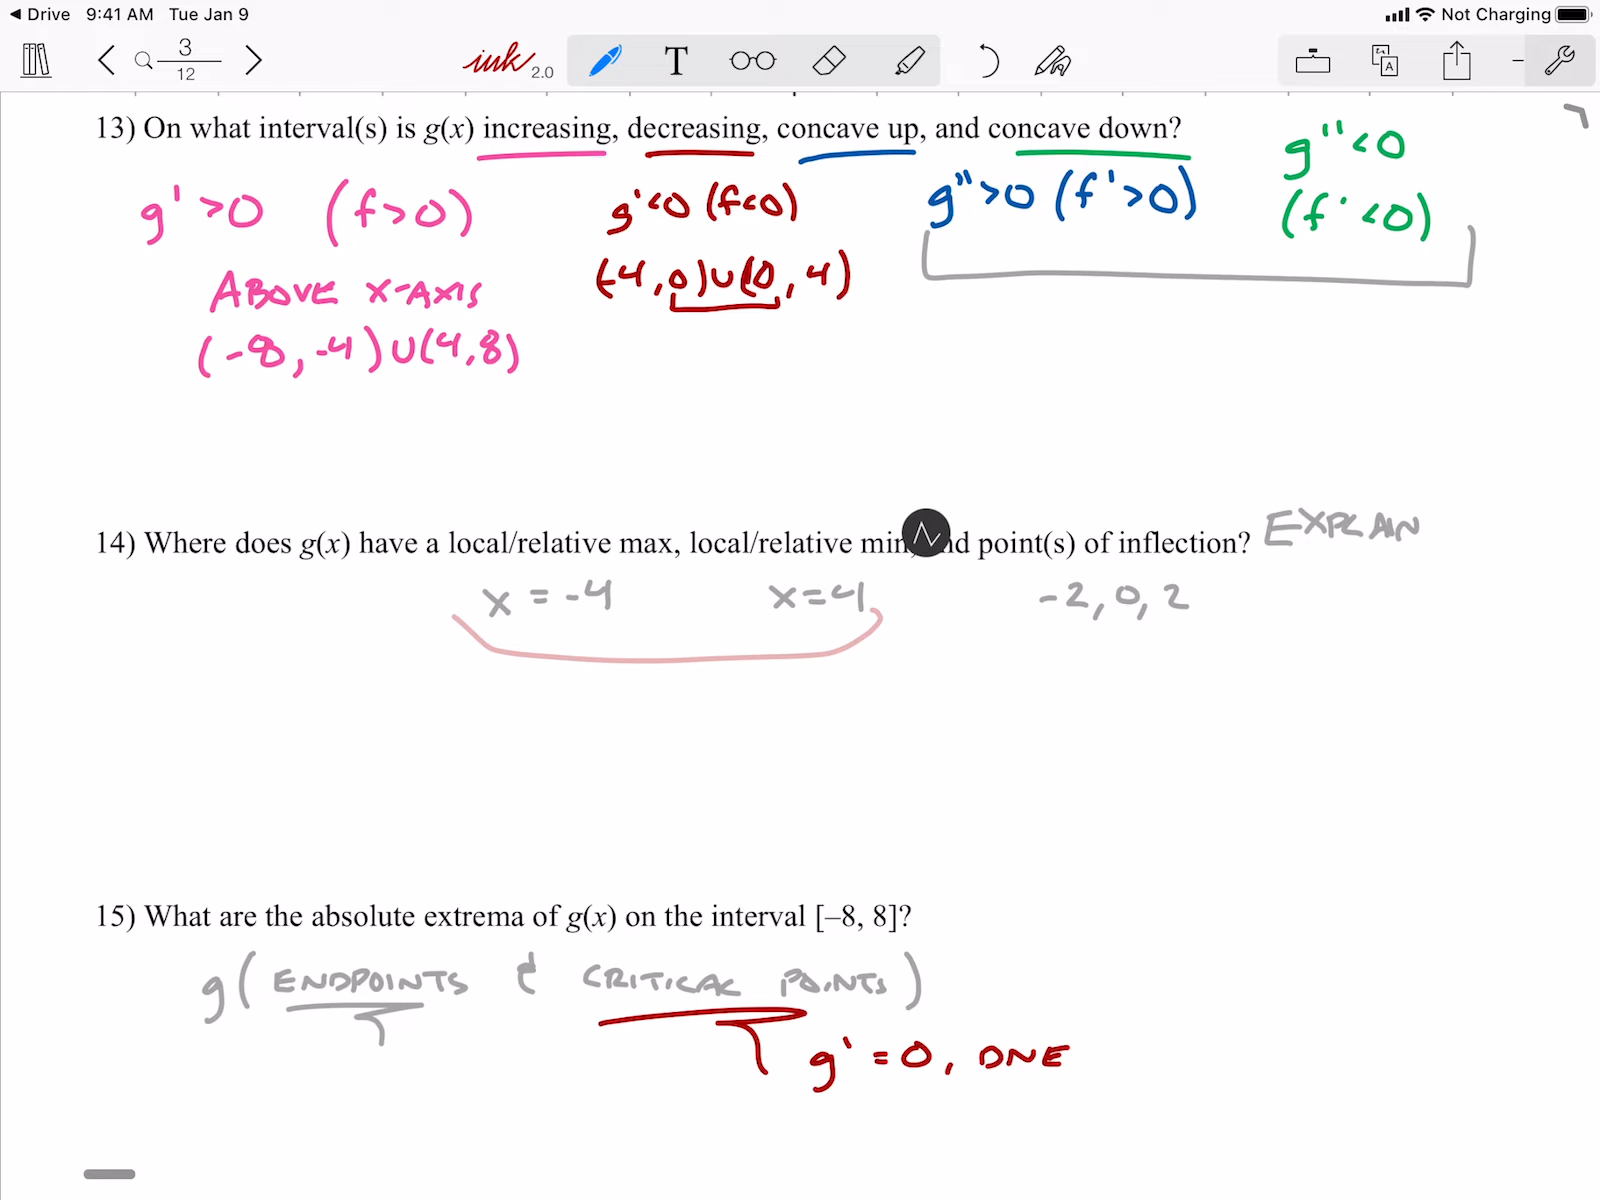 Drive 9:41 AM Tue Jan 9 Not Charging
3
12
ink 2.0
T
A
13) On what interval(s) is g(x) increasing, decreasing, concave up, and concave down?
g' > 0 (f > 0)
g' < 0 (f < 0)
g'' > 0 (f' > 0)
g'' < 0
(f' < 0)
ABOVE X-AXIS
(-8, -4) ∪ (4, 8)
(-4, 0) ∪ (0, 4)
14) Where does g(x) have a local/relative max, local/relative min, and point(s) of inflection? EXPLAIN
x = -4 x = 4 -2, 0, 2
15) What are the absolute extrema of g(x) on the interval [–8, 8]?
g( ENDPOINTS & CRITICAL POINTS )
g' = 0, DNE